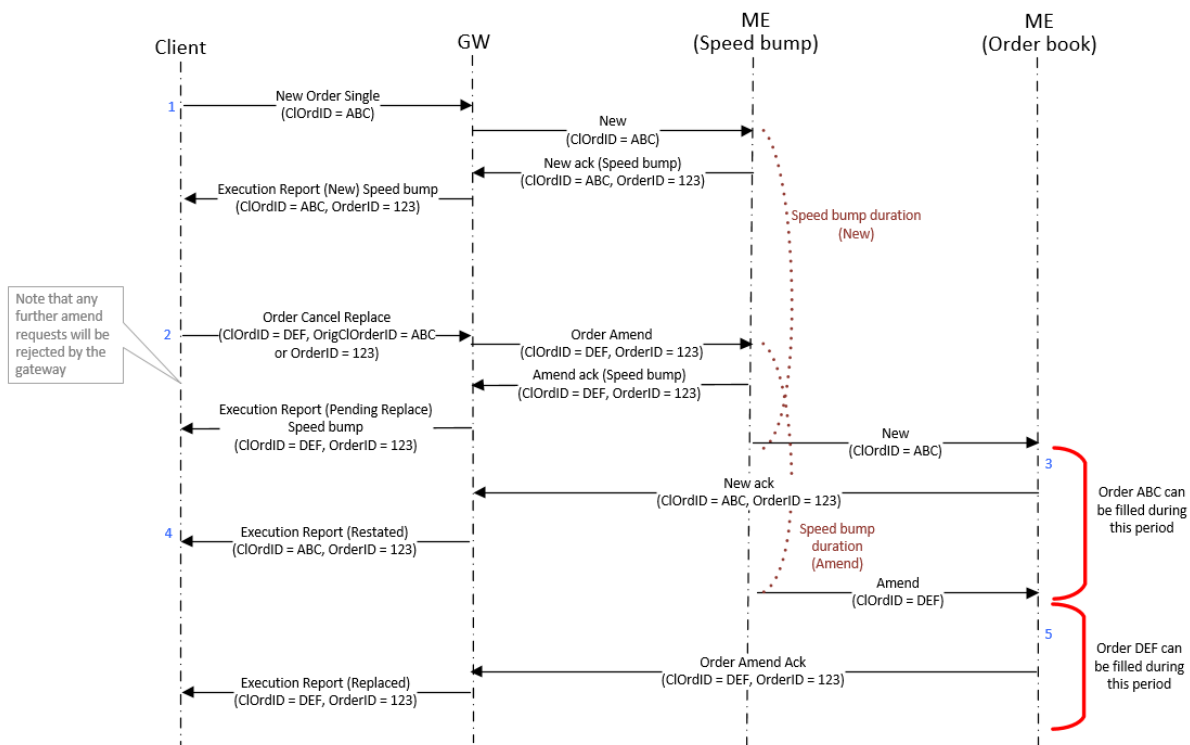 Client
GW
ME
(Speed bump)
ME
(Order book)
1
New Order Single
(ClOrdID = ABC)
New
(ClOrdID = ABC)
New ack (Speed bump)
(ClOrdID = ABC, OrderID = 123)
Execution Report (New) Speed bump
(ClOrdID = ABC, OrderID = 123)
Speed bump duration
(New)
Note that any
further amend
requests will be
rejected by the
gateway
2
Order Cancel Replace
(ClOrdID = DEF, OrigClOrderID = ABC
or OrderID = 123)
Order Amend
(ClOrdID = DEF, OrderID = 123)
Amend ack (Speed bump)
(ClOrdID = DEF, OrderID = 123)
Execution Report (Pending Replace)
Speed bump
(ClOrdID = DEF, OrderID = 123)
New
(ClOrdID = ABC)
3
New ack
(ClOrdID = ABC, OrderID = 123)
Order ABC can
be filled during
this period
4
Execution Report (Restated)
(ClOrdID = ABC, OrderID = 123)
Speed bump
duration
(Amend)
Amend
(ClOrdID = DEF)
5
Order DEF can
be filled during
this period
Order Amend Ack
(ClOrdID = DEF, OrderID = 123)
Execution Report (Replaced)
(ClOrdID = DEF, OrderID = 123)